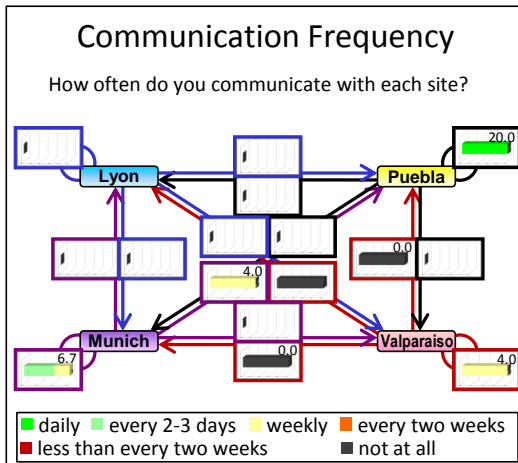 Communication Frequency
How often do you communicate with each site?
20.0
Lyon
Puebla
0.0
4.0
Munich
Valparaiso
6.7
0.0
4.0
daily
every 2-3 days
weekly
every two weeks
less than every two weeks
not at all